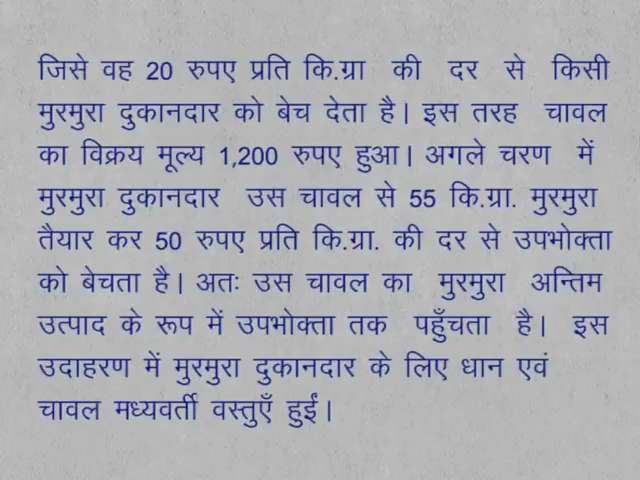 जिसे वह 20 रुपए प्रति कि.ग्रा की दर से किसी
मुरमुरा दुकानदार को बेच देता है। इस तरह चावल
का विक्रय मूल्य 1,200 रुपए हुआ। अगले चरण में
मुरमुरा दुकानदार उस चावल से 55 कि.ग्रा. मुरमुरा
तैयार कर 50 रुपए प्रति कि.ग्रा. की दर से उपभोक्ता
को बेचता है। अतः उस चावल का मुरमुरा अन्तिम
उत्पाद के रूप में उपभोक्ता तक पहुँचता है। इस
उदाहरण में मुरमुरा दुकानदार के लिए धान एवं
चावल मध्यवर्ती वस्तुएँ हुईं।